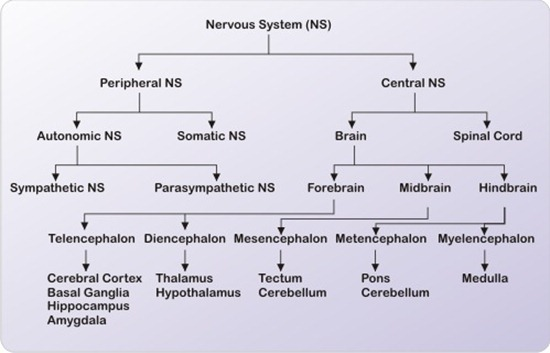 Nervous System (NS)
Peripheral NS
Central NS
Autonomic NS
Somatic NS
Brain
Spinal Cord
Sympathetic NS
Parasympathetic NS
Forebrain
Midbrain
Hindbrain
Telencephalon
Diencephalon
Mesencephalon
Metencephalon
Myelencephalon
Cerebral Cortex
Basal Ganglia
Hippocampus
Amygdala
Thalamus
Hypothalamus
Tectum
Cerebellum
Pons
Cerebellum
Medulla